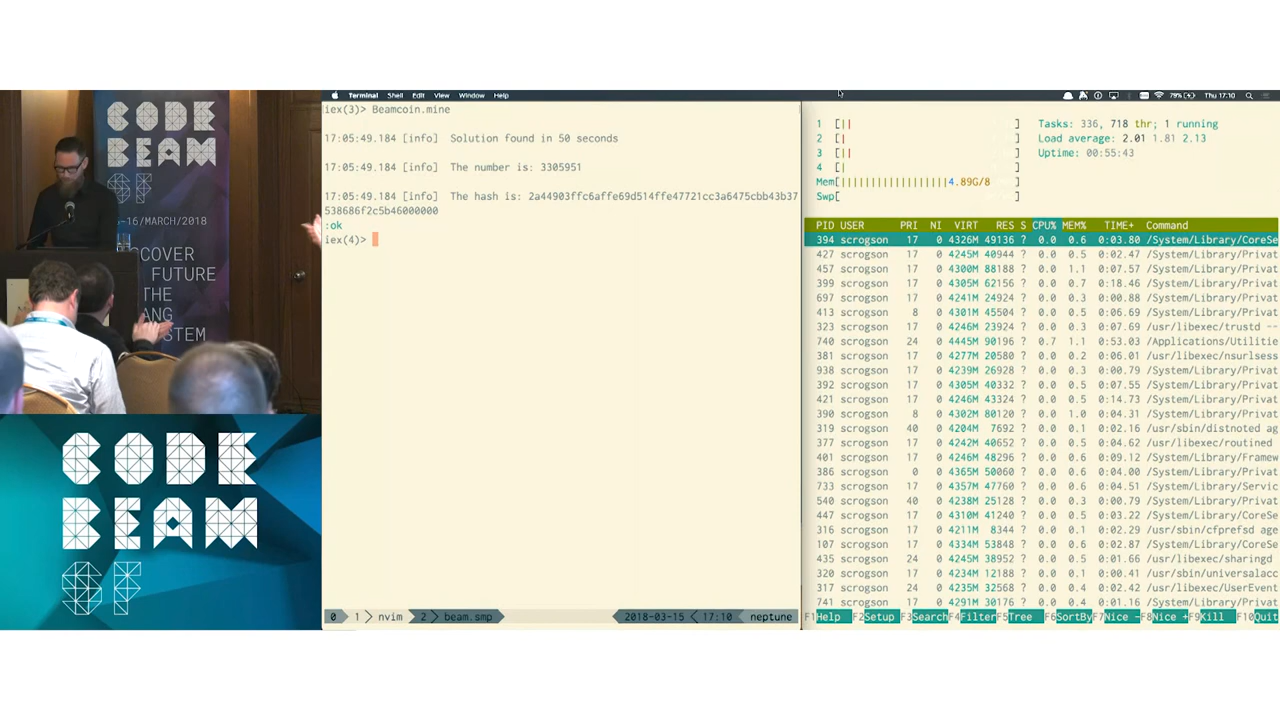 CODE
BEAM
SF
-16/MARCH/2018
COVER
FUTURE
THE
ANG
STEM
CODE
BEAM
SF
Terminal Shell Edit View Window Help
79% Thu 17:10
iex(3)> Beamcoin.mine
17:05:49.184 [info]  Solution found in 50 seconds
17:05:49.184 [info]  The number is: 3305951
17:05:49.184 [info]  The hash is: 2a44903ffc6affe69d514ffe47721cc3a6475cbb43b37
538686f2c5b46000000
:ok
iex(4)>
0 1 nvim 2 beam.smp 2018-03-15 17:10 neptune
1 [|| ]
2 [| ]
3 [|| ]
4 [| ]
Mem[||||||||||||||||||4.89G/8 ]
Swp[ ]
Tasks: 336, 718 thr; 1 running
Load average: 2.01 1.81 2.13
Uptime: 00:55:43
PID USER PRI NI VIRT RES S CPU% MEM% TIME+ Command
394 scrogson 17 0 4326M 49136 ? 0.0 0.6 0:03.80 /System/Library/CoreSe
427 scrogson 17 0 4245M 40944 ? 0.0 0.5 0:02.47 /System/Library/Privat
457 scrogson 17 0 4300M 88188 ? 0.0 1.1 0:07.57 /System/Library/Privat
399 scrogson 17 0 4305M 62156 ? 0.0 0.7 0:18.46 /System/Library/Privat
697 scrogson 17 0 4241M 24924 ? 0.0 0.3 0:00.88 /System/Library/Privat
413 scrogson 8 0 4301M 45504 ? 0.0 0.5 0:06.69 /System/Library/Privat
323 scrogson 17 0 4246M 23924 ? 0.0 0.3 0:07.69 /usr/libexec/trustd --
740 scrogson 24 0 4445M 90196 ? 0.7 1.1 0:53.03 /Applications/Utilitie
381 scrogson 17 0 4277M 20580 ? 0.0 0.2 0:06.01 /usr/libexec/nsurlsess
938 scrogson 17 0 4239M 26928 ? 0.0 0.3 0:00.79 /System/Library/Privat
392 scrogson 17 0 4305M 40332 ? 0.0 0.5 0:07.55 /System/Library/Privat
421 scrogson 17 0 4246M 43324 ? 0.0 0.5 0:14.73 /System/Library/Privat
390 scrogson 8 0 4302M 80120 ? 0.0 1.0 0:04.31 /System/Library/Privat
319 scrogson 40 0 4204M 7692 ? 0.0 0.1 0:02.16 /usr/sbin/distnoted ag
377 scrogson 17 0 4242M 40652 ? 0.0 0.5 0:04.62 /usr/libexec/routined
401 scrogson 17 0 4246M 48296 ? 0.0 0.6 0:09.12 /System/Library/Framew
386 scrogson 0 0 4365M 50060 ? 0.0 0.6 0:04.00 /System/Library/Privat
733 scrogson 17 0 4357M 47760 ? 0.0 0.6 0:04.51 /System/Library/Servic
540 scrogson 40 0 4238M 25128 ? 0.0 0.3 0:00.79 /System/Library/Privat
447 scrogson 17 0 4310M 41240 ? 0.0 0.5 0:03.22 /System/Library/CoreSe
316 scrogson 17 0 4211M 8344 ? 0.0 0.1 0:02.29 /usr/sbin/cfprefsd age
107 scrogson 17 0 4334M 53848 ? 0.0 0.6 0:02.87 /System/Library/CoreSe
435 scrogson 24 0 4245M 38952 ? 0.0 0.5 0:01.66 /usr/libexec/sharingd
320 scrogson 17 0 4234M 12188 ? 0.0 0.1 0:00.41 /usr/sbin/universalacc
317 scrogson 24 0 4235M 32568 ? 0.0 0.4 0:02.42 /usr/libexec/UserEvent
741 scrogson 17 0 4291M 30176 ? 0.0 0.4 0:01.16 /System/Library/Privat
F1Help F2Setup F3Search F4Filter F5Tree F6SortBy F7Nice - F8Nice + F9Kill F10Quit